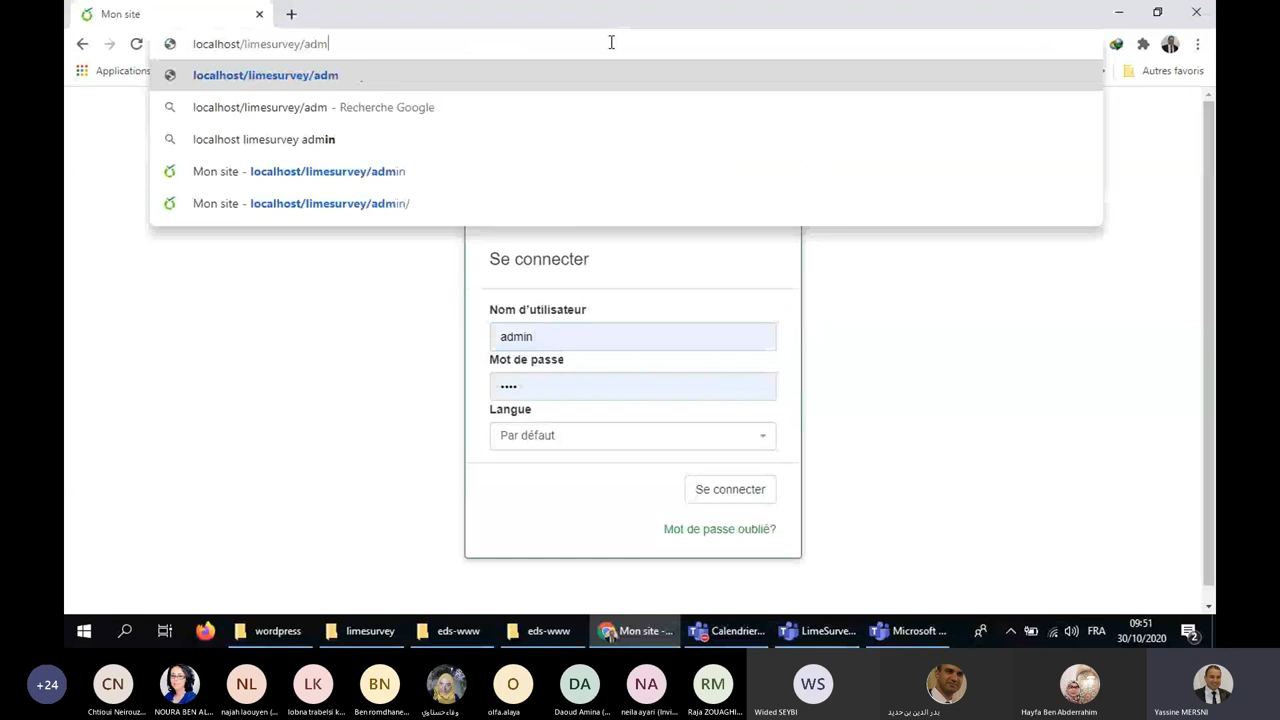 Mon site
localhost/limesurvey/adm
Applications
Autres favoris
localhost/limesurvey/adm
localhost/limesurvey/adm - Recherche Google
localhost limesurvey admin
Mon site - localhost/limesurvey/admin
Mon site - localhost/limesurvey/admin/
Se connecter
Nom d'utilisateur
admin
Mot de passe
••••
Langue
Par défaut
Se connecter
Mot de passe oublié?
wordpress
limesurvey
eds-www
eds-www
Mon site -...
Calendrier...
LimeSurve...
Microsoft ...
FRA
09:51
30/10/2020
2
+24
CN
NL
LK
BN
O
DA
NA
RM
WS
Chtioui Neirouz...
NOURA BEN AL...
najah laouyen (...
lobna trabelsi k...
Ben romdhane...
وفاء حسناوي
olfa.alaya
Daoud Amina (...
neila ayari (Invi...
Raja ZOUAGHI...
Wided SEYBI
بدر الدين بن حديد
Hayfa Ben Abderrahim
Yassine MERSNI